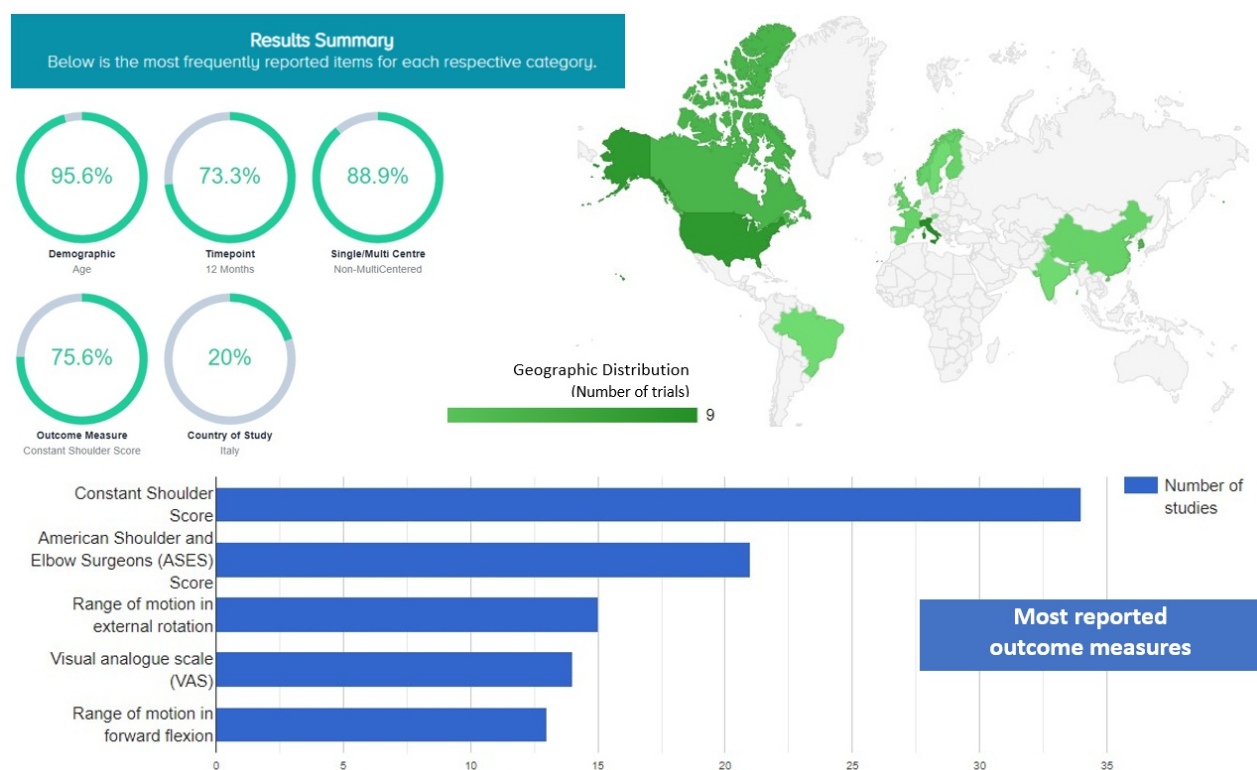 Results Summary
Below is the most frequently reported items for each respective category.
95.6%
Demographic
Age
73.3%
Timepoint
12 Months
88.9%
Single/Multi Centre
Non-MultiCentered
75.6%
Outcome Measure
Constant Shoulder Score
20%
Country of Study
Italy
Geographic Distribution
(Number of trials)
9
Constant Shoulder
Score
American Shoulder and
Elbow Surgeons (ASES)
Score
Range of motion in
external rotation
Visual analogue scale
(VAS)
Range of motion in
forward flexion
0
5
10
15
20
25
30
35
Number of
studies
Most reported
outcome measures